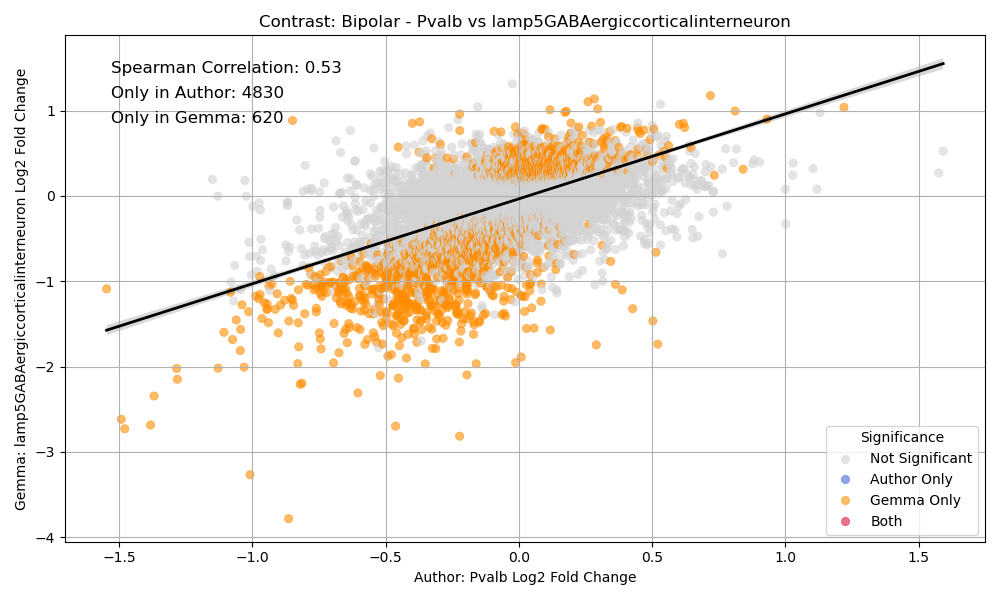 Contrast: Bipolar - Pvalb vs lamp5GABAergiccorticalinterneuron
Spearman Correlation: 0.53
Only in Author: 4830
Only in Gemma: 620
Gemma: lamp5GABAergiccorticalinterneuron Log2 Fold Change
1
0
−1
−2
−3
−4
Significance
Not Significant
Author Only
Gemma Only
Both
−1.5 −1.0 −0.5 0.0 0.5 1.0 1.5
Author: Pvalb Log2 Fold Change